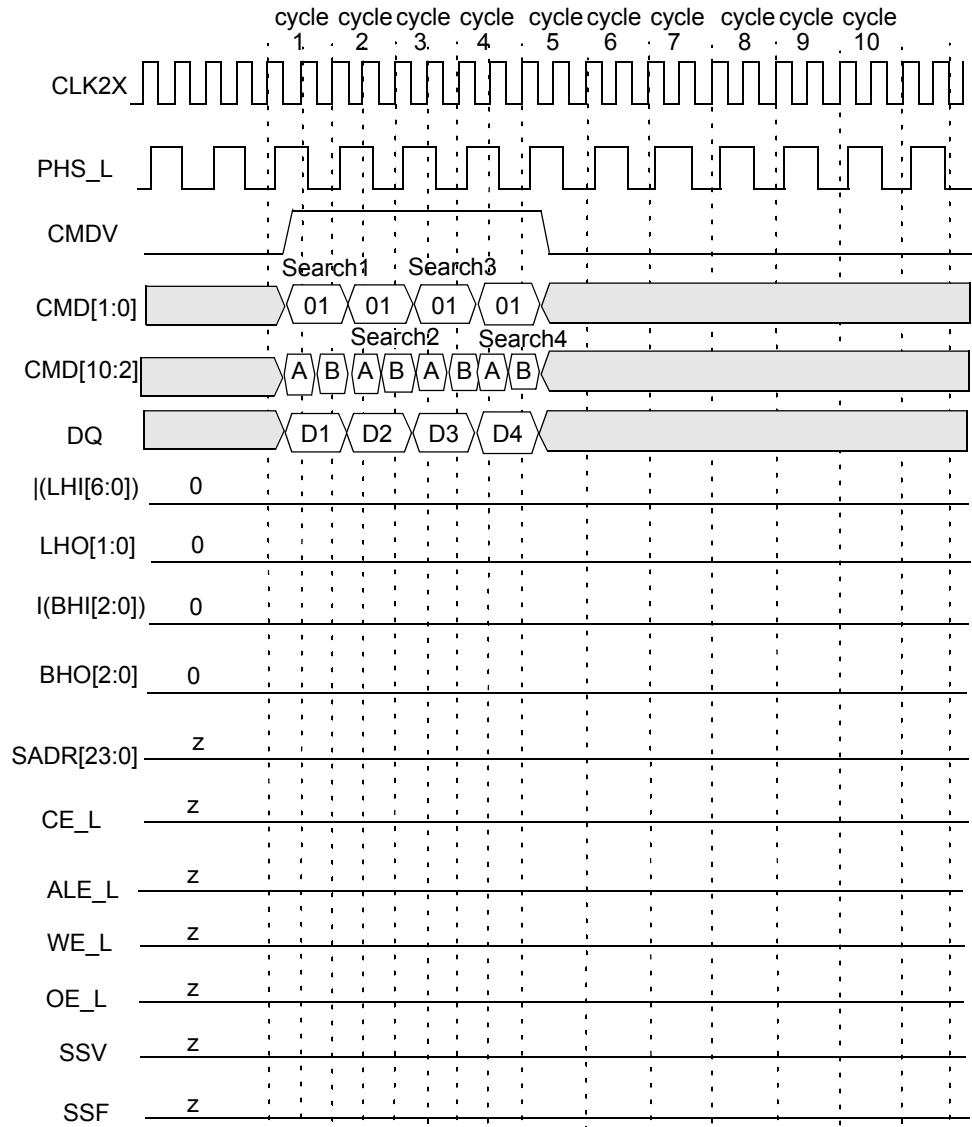 cycle cycle cycle cycle cycle cycle cycle cycle cycle cycle
1 2 3 4 5 6 7 8 9 10
CLK2X
PHS_L
CMDV
Search1 Search3
CMD[1:0] 01 01 01 01
Search2 Search4
CMD[10:2] A B A B A B A B
DQ D1 D2 D3 D4
|(LHI[6:0]) 0
LHO[1:0] 0
I(BHI[2:0]) 0
BHO[2:0] 0
SADR[23:0] z
CE_L z
ALE_L z
WE_L z
OE_L z
SSV z
SSF z